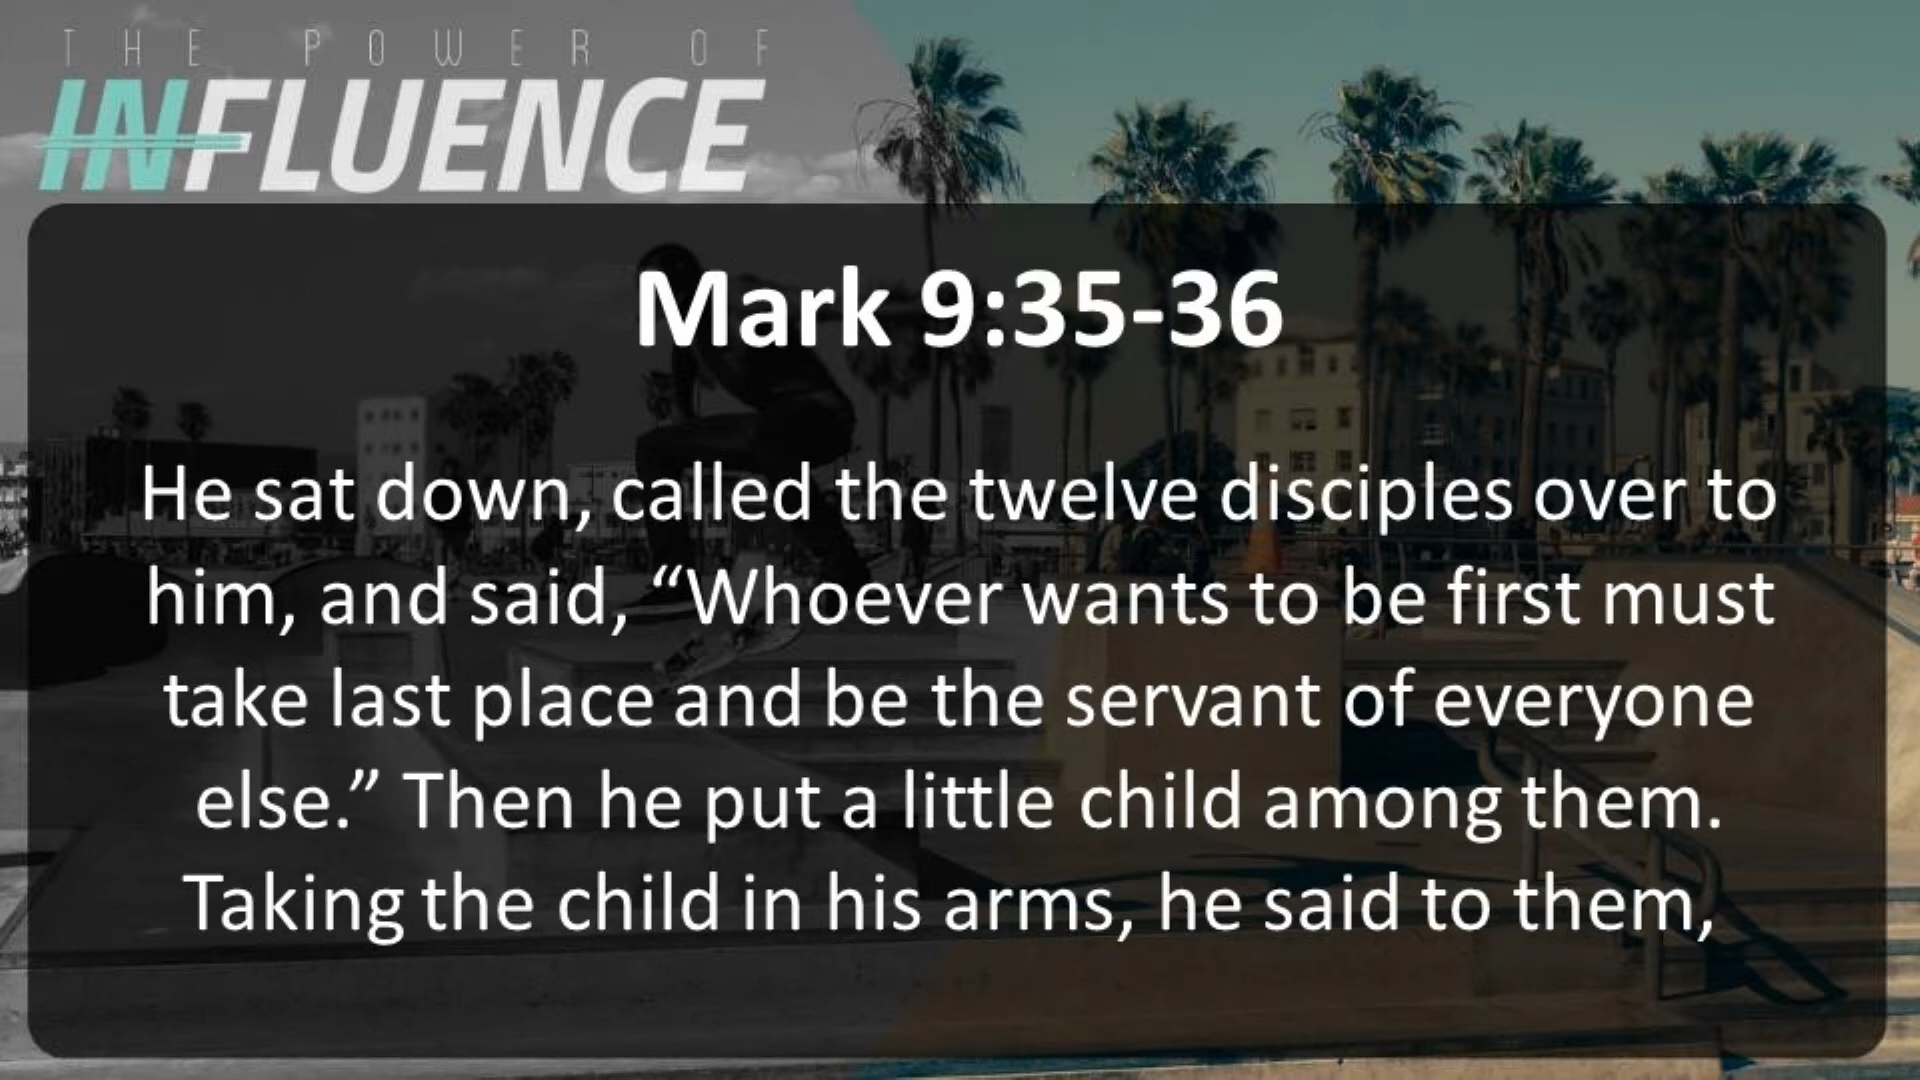 THE POWER OF
INFLUENCE
Mark 9:35-36
He sat down, called the twelve disciples over to
him, and said, “Whoever wants to be first must
take last place and be the servant of everyone
else.” Then he put a little child among them.
Taking the child in his arms, he said to them,